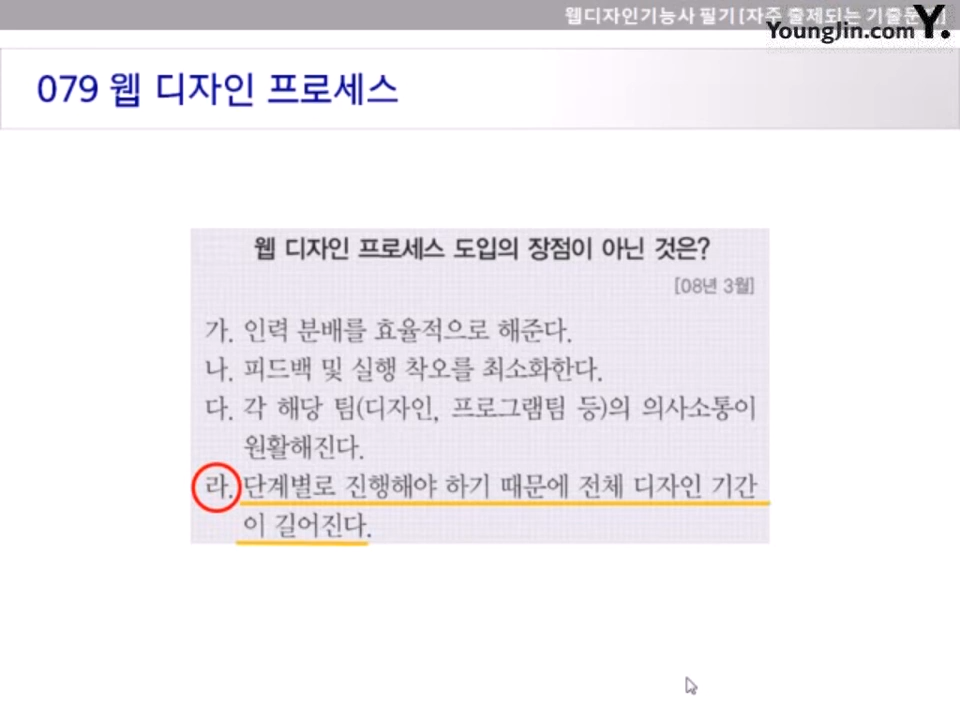 웹디자인기능사 필기[자주 출제되는 기출문제]
YoungJin.com Y.
079 웹 디자인 프로세스
웹 디자인 프로세스 도입의 장점이 아닌 것은?
[08년 3월]
가. 인력 분배를 효율적으로 해준다.
나. 피드백 및 실행 착오를 최소화한다.
다. 각 해당 팀(디자인, 프로그램팀 등)의 의사소통이
원활해진다.
라. 단계별로 진행해야 하기 때문에 전체 디자인 기간
이 길어진다.